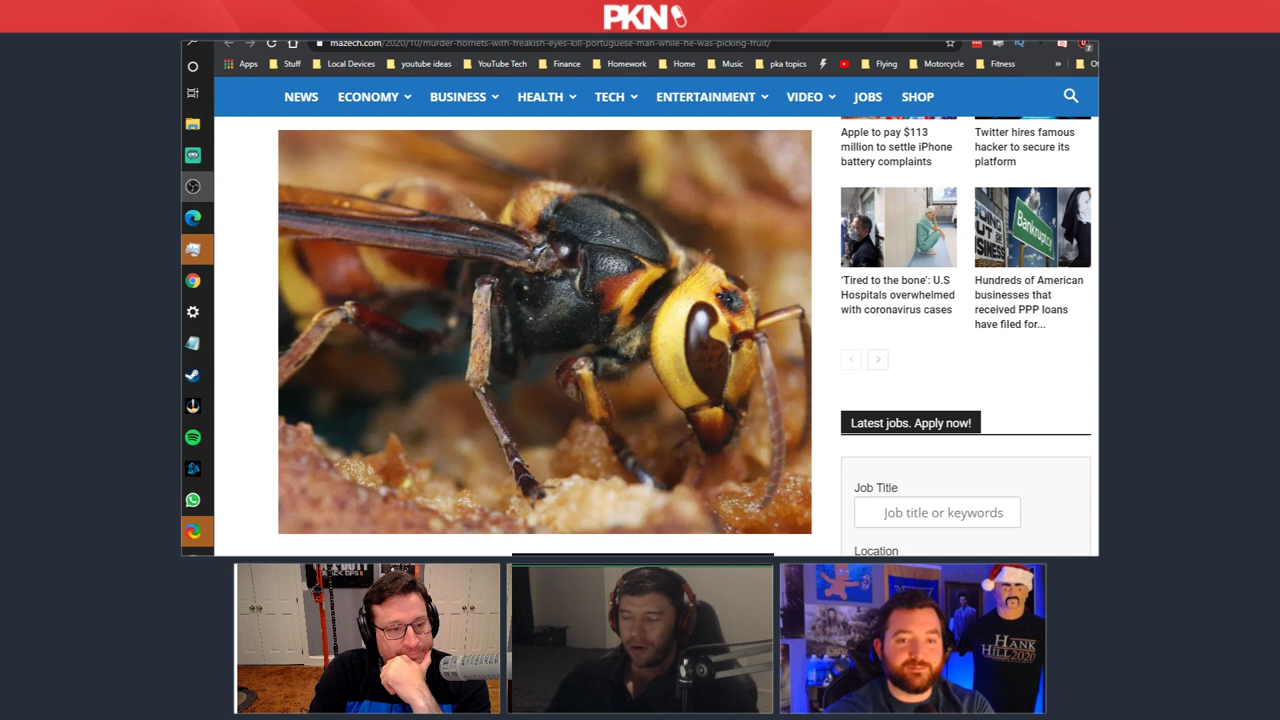 PKN
mazech.com/2020/10/murder-hornets-with-freakish-eyes-kill-portuguese-man-while-he-was-picking-fruit/
Apps Stuff Local Devices youtube ideas YouTube Tech Finance Homework Home Music pka topics Flying Motorcycle Fitness »
NEWS ECONOMY BUSINESS HEALTH TECH ENTERTAINMENT VIDEO JOBS SHOP
Apple to pay $113
million to settle iPhone
battery complaints
Twitter hires famous
hacker to secure its
platform
Bankruptcy
‘Tired to the bone’: U.S
Hospitals overwhelmed
with coronavirus cases
Hundreds of American
businesses that
received PPP loans
have filed for...
Latest jobs. Apply now!
Job Title
Job title or keywords
Location
HANK
HILL 2020